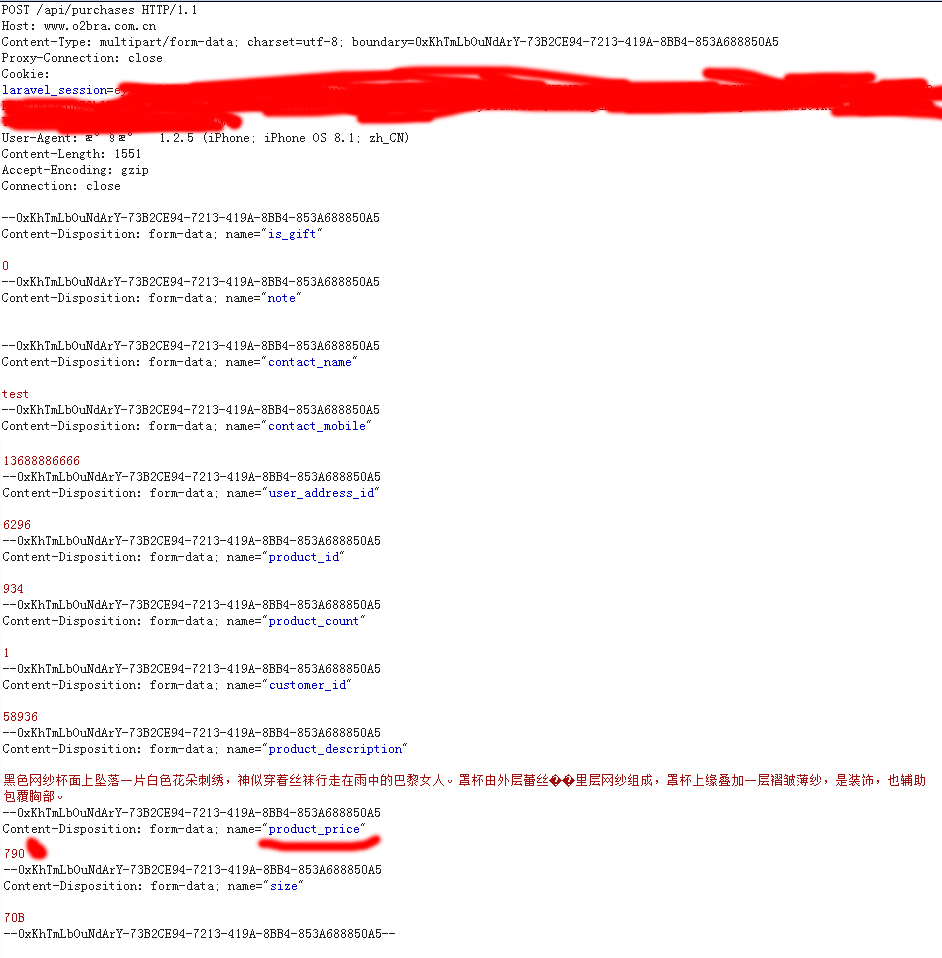 POST /api/purchases HTTP/1.1
Host: www.o2bra.com.cn
Content-Type: multipart/form-data; charset=utf-8; boundary=0xKhTmLbOuNdArY-73B2CE94-7213-419A-8BB4-853A688850A5
Proxy-Connection: close
Cookie:
laravel_session=e
User-Agent: æ° 9æ° 1.2.5 (iPhone; iPhone OS 8.1; zh_CN)
Content-Length: 1551
Accept-Encoding: gzip
Connection: close
--0xKhTmLbOuNdArY-73B2CE94-7213-419A-8BB4-853A688850A5
Content-Disposition: form-data; name="is_gift"
0
--0xKhTmLbOuNdArY-73B2CE94-7213-419A-8BB4-853A688850A5
Content-Disposition: form-data; name="note"
--0xKhTmLbOuNdArY-73B2CE94-7213-419A-8BB4-853A688850A5
Content-Disposition: form-data; name="contact_name"
test
--0xKhTmLbOuNdArY-73B2CE94-7213-419A-8BB4-853A688850A5
Content-Disposition: form-data; name="contact_mobile"
13688886666
--0xKhTmLbOuNdArY-73B2CE94-7213-419A-8BB4-853A688850A5
Content-Disposition: form-data; name="user_address_id"
6296
--0xKhTmLbOuNdArY-73B2CE94-7213-419A-8BB4-853A688850A5
Content-Disposition: form-data; name="product_id"
934
--0xKhTmLbOuNdArY-73B2CE94-7213-419A-8BB4-853A688850A5
Content-Disposition: form-data; name="product_count"
1
--0xKhTmLbOuNdArY-73B2CE94-7213-419A-8BB4-853A688850A5
Content-Disposition: form-data; name="customer_id"
58936
--0xKhTmLbOuNdArY-73B2CE94-7213-419A-8BB4-853A688850A5
Content-Disposition: form-data; name="product_description"
黑色网纱杯面上坠落一片白色花朵刺绣，神似穿着丝袜行走在雨中的巴黎女人。罩杯由外层蕾丝��里层网纱组成，罩杯上缘叠加一层褶皱薄纱，是装饰，也辅助
包覆胸部。
--0xKhTmLbOuNdArY-73B2CE94-7213-419A-8BB4-853A688850A5
Content-Disposition: form-data; name="product_price"
790
--0xKhTmLbOuNdArY-73B2CE94-7213-419A-8BB4-853A688850A5
Content-Disposition: form-data; name="size"
70B
--0xKhTmLbOuNdArY-73B2CE94-7213-419A-8BB4-853A688850A5--